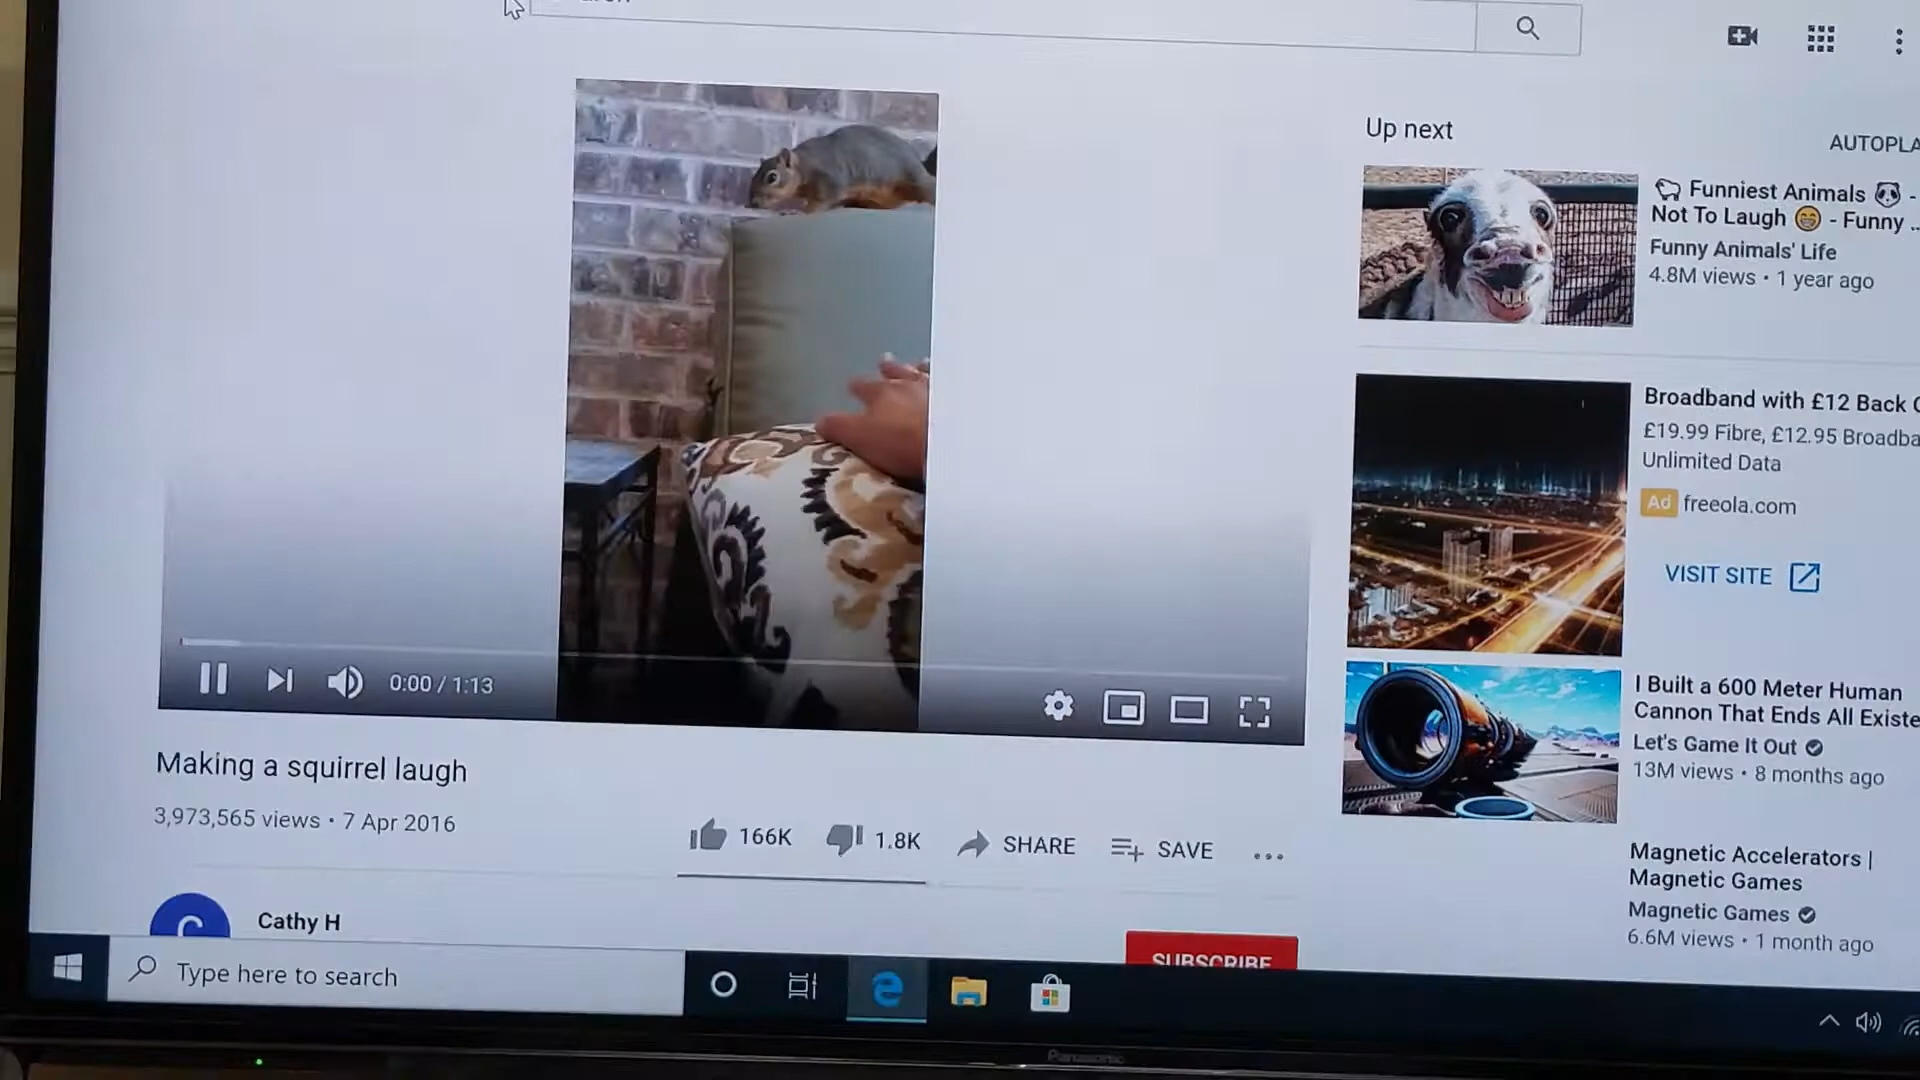 Up next
AUTOPLA
Funniest Animals 🐼 -
Not To Laugh 😁 - Funny ..
Funny Animals' Life
4.8M views • 1 year ago
Broadband with £12 Back
£19.99 Fibre, £12.95 Broadba
Unlimited Data
Ad freeola.com
VISIT SITE
0:00 / 1:13
I Built a 600 Meter Human
Cannon That Ends All Existe
Let's Game It Out
13M views • 8 months ago
Making a squirrel laugh
3,973,565 views • 7 Apr 2016
166K 1.8K SHARE SAVE ...
Magnetic Accelerators |
Magnetic Games
Magnetic Games
6.6M views • 1 month ago
C
Cathy H
SUBSCRIBE
Type here to search
Panasonic